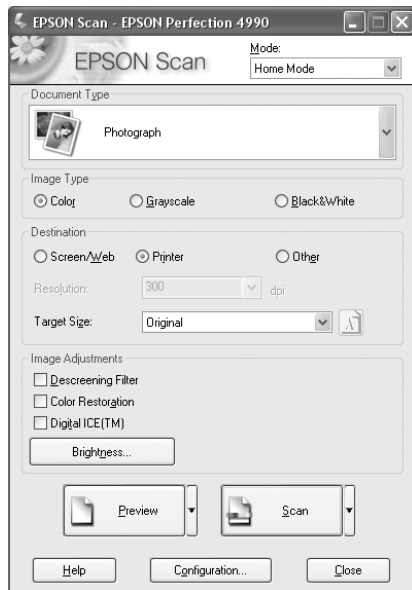 EPSON Scan - EPSON Perfection 4990
EPSON Scan
Mode:
Home Mode
Document Type
Photograph
Image Type
Color Grayscale Black&White
Destination
Screen/Web Printer Other
Resolution: 300 dpi
Target Size: Original
Image Adjustments
Descreening Filter
Color Restoration
Digital ICE(TM)
Brightness...
Preview Scan
Help Configuration... Close